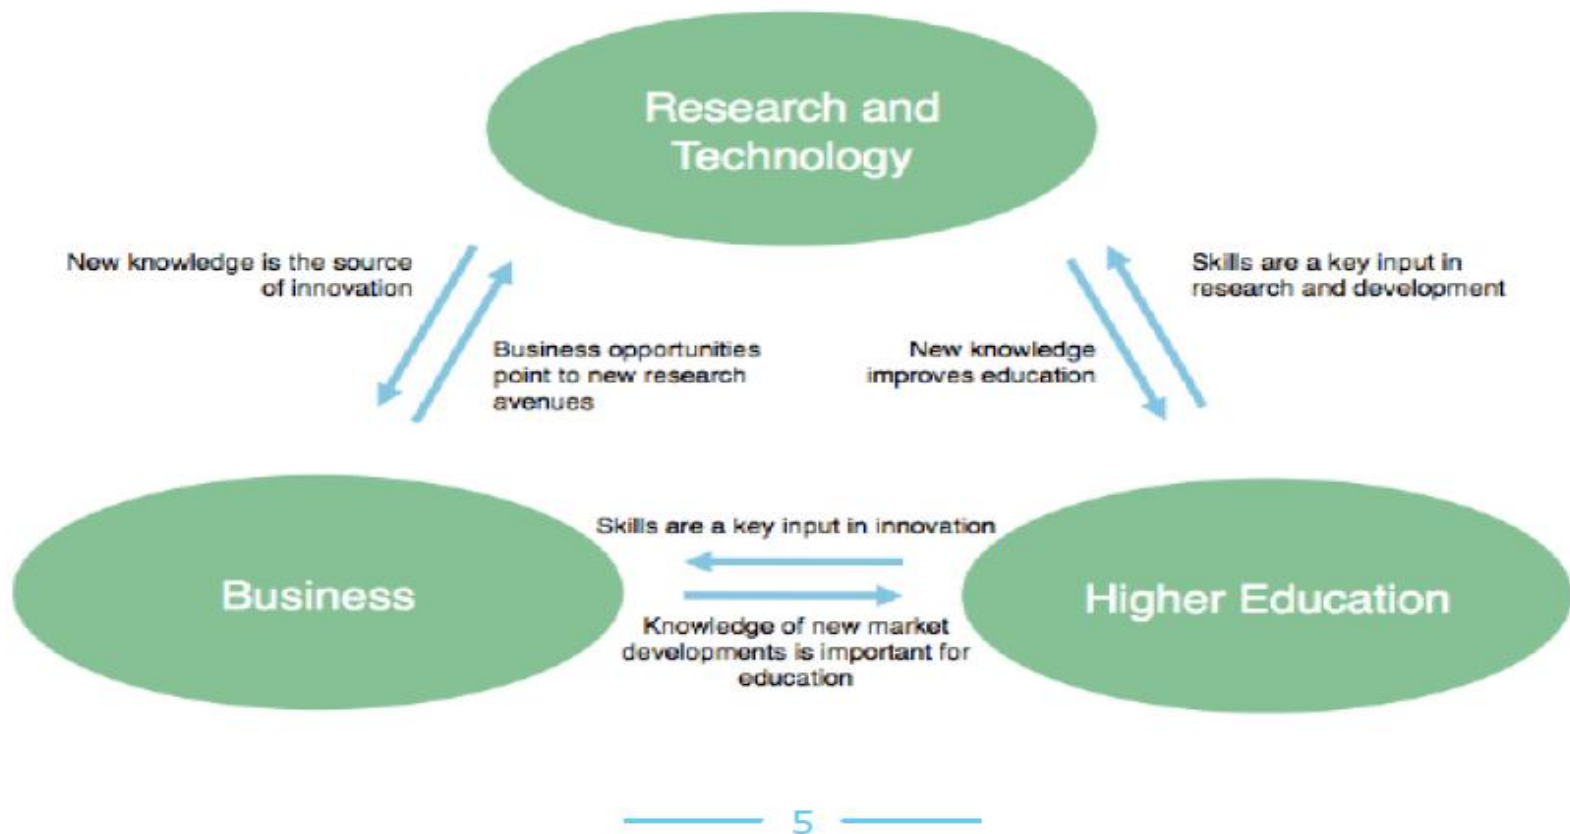 Research and
Technology
New knowledge is the source
of innovation
Skills are a key input in
research and development
Business opportunities
point to new research
avenues
New knowledge
improves education
Skills are a key input in innovation
Business
Higher Education
Knowledge of new market
developments is important for
education
5